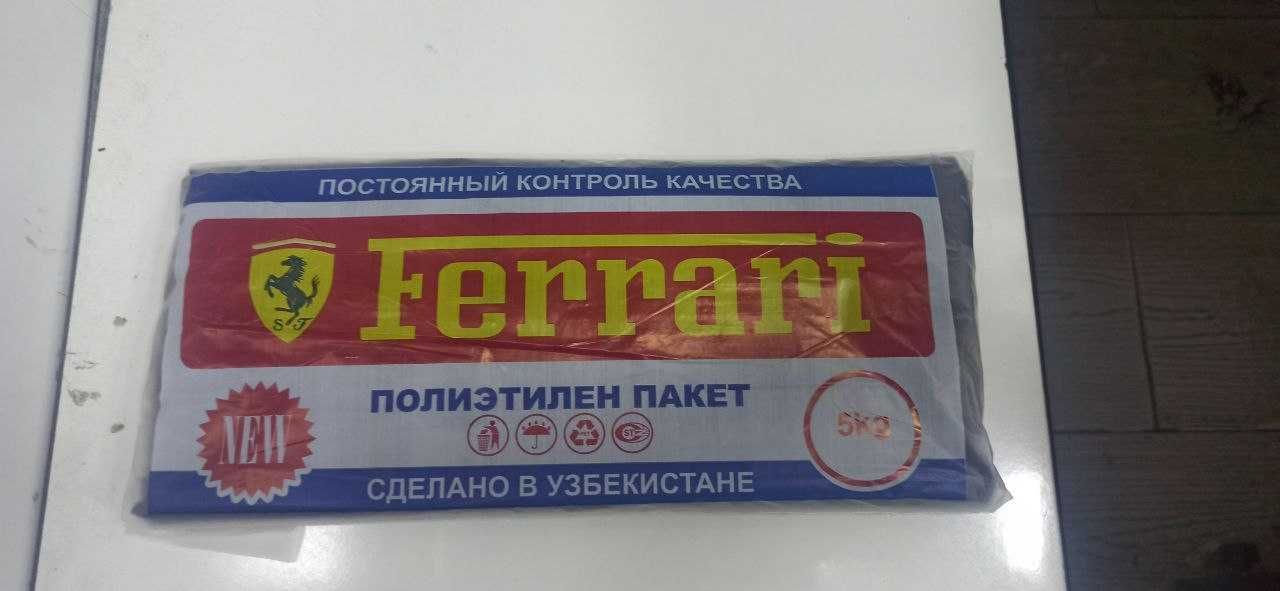 ПОСТОЯННЫЙ КОНТРОЛЬ КАЧЕСТВА
Ferrari
S F
ПОЛИЭТИЛЕН ПАКЕТ
NEW
5kg
СДЕЛАНО В УЗБЕКИСТАНЕ